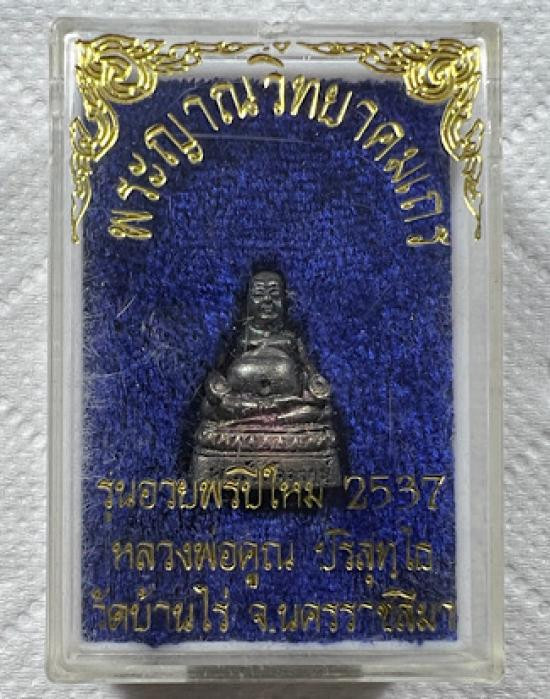 พระญาณวิทยาคมเถร
รุ่นอวยพรปีใหม่ 2537
หลวงพ่อคูณ ปริสุทฺโธ
วัดบ้านไร่ จ.นครราชสีมา